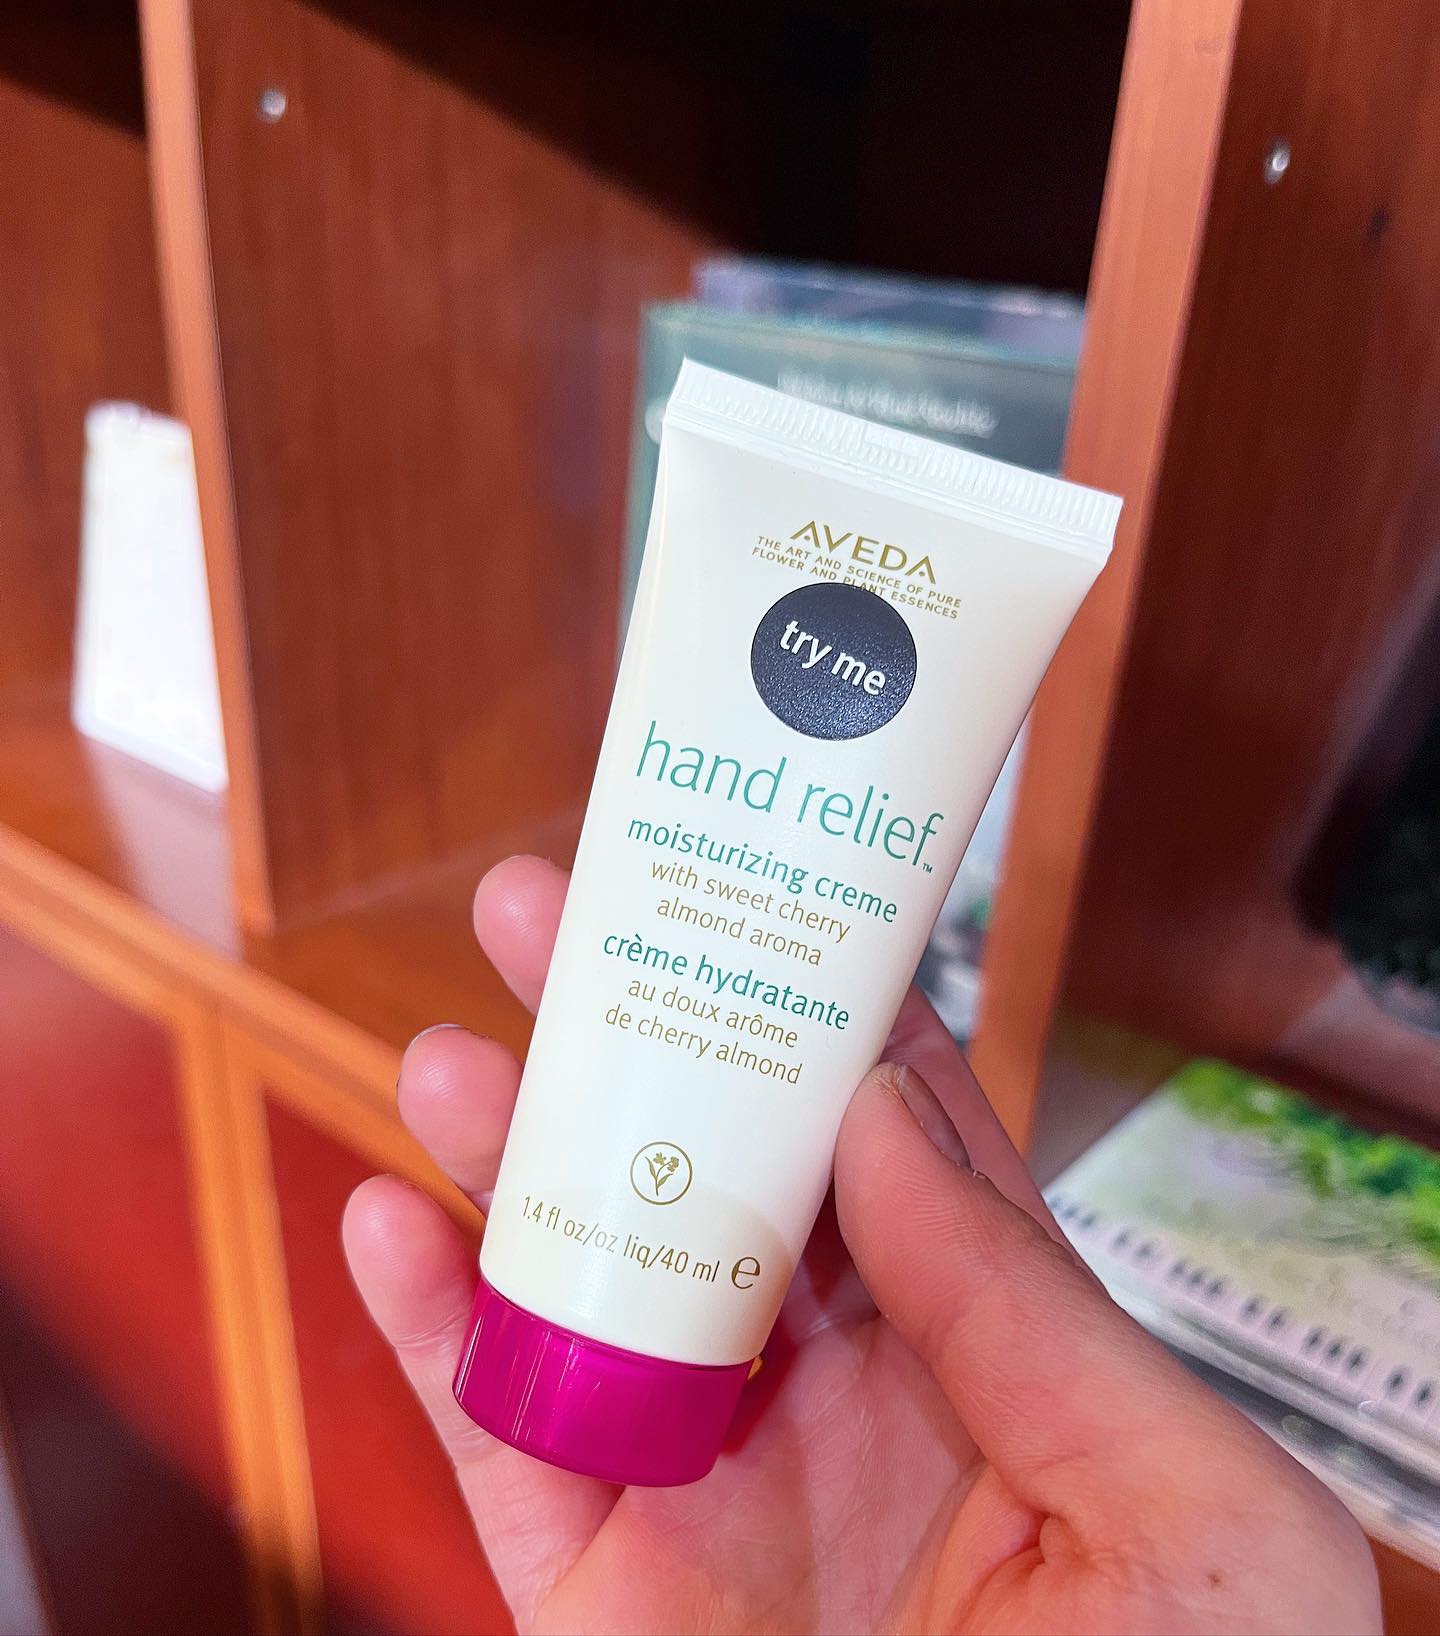 AVEDA
THE ART AND SCIENCE OF PURE
FLOWER AND PLANT ESSENCES
try me
hand relief™
moisturizing creme
with sweet cherry
almond aroma
crème hydratante
au doux arôme
de cherry almond
1.4 fl oz/oz liq/40 ml ℮